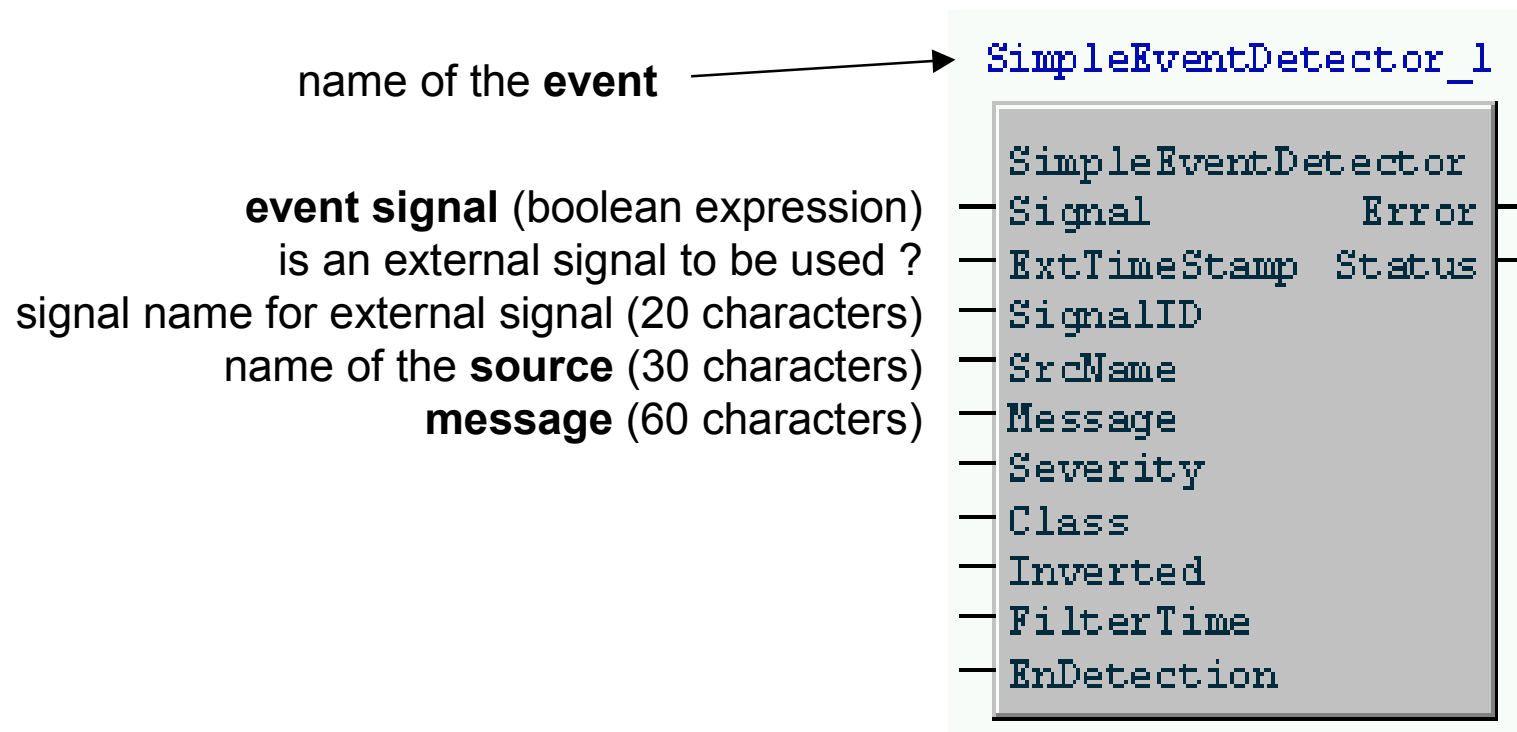 name of the event
SimpleEventDetector_1
SimpleEventDetector
event signal (boolean expression)
Signal Error
is an external signal to be used ?
ExtTimeStamp Status
signal name for external signal (20 characters)
SignalID
name of the source (30 characters)
SrcName
message (60 characters)
Message
Severity
Class
Inverted
FilterTime
EnDetection